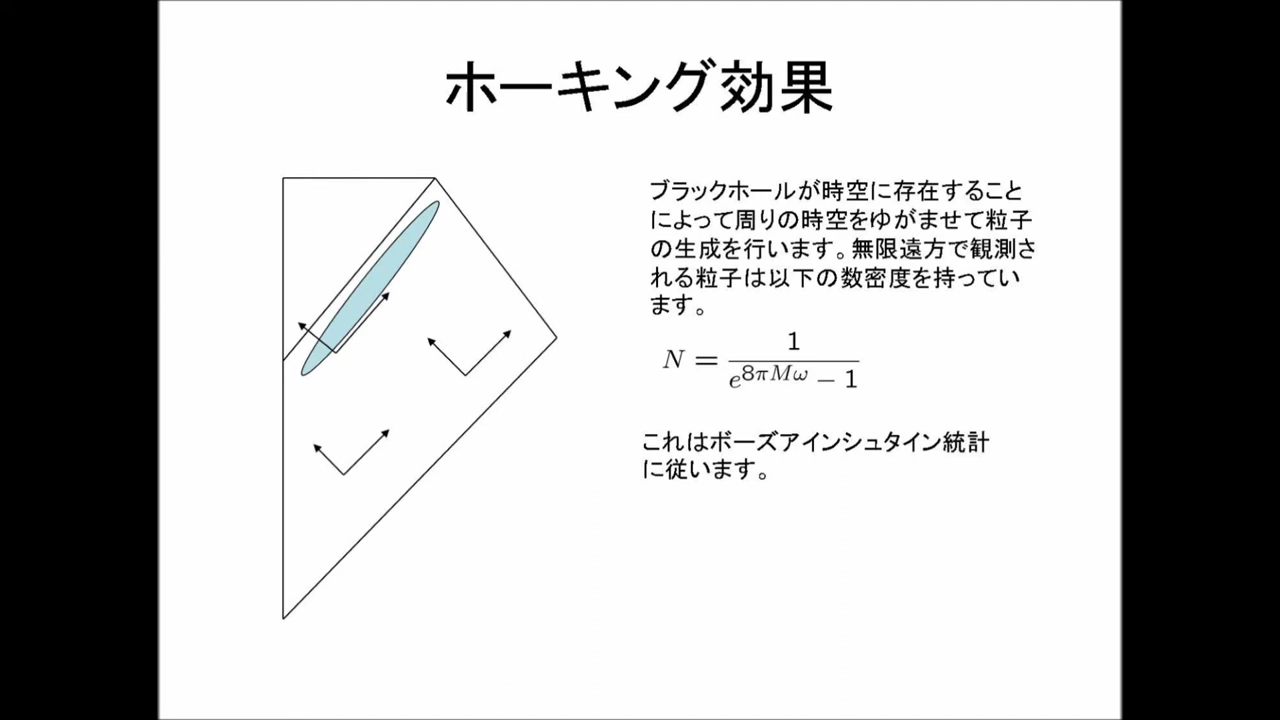 ホーキング効果
ブラックホールが時空に存在すること
によって周りの時空をゆがませて粒子
の生成を行います。無限遠方で観測さ
れる粒子は以下の数密度を持ってい
ます。
N = \frac{1}{e^{8πMω} − 1}
これはボーズアインシュタイン統計
に従います。